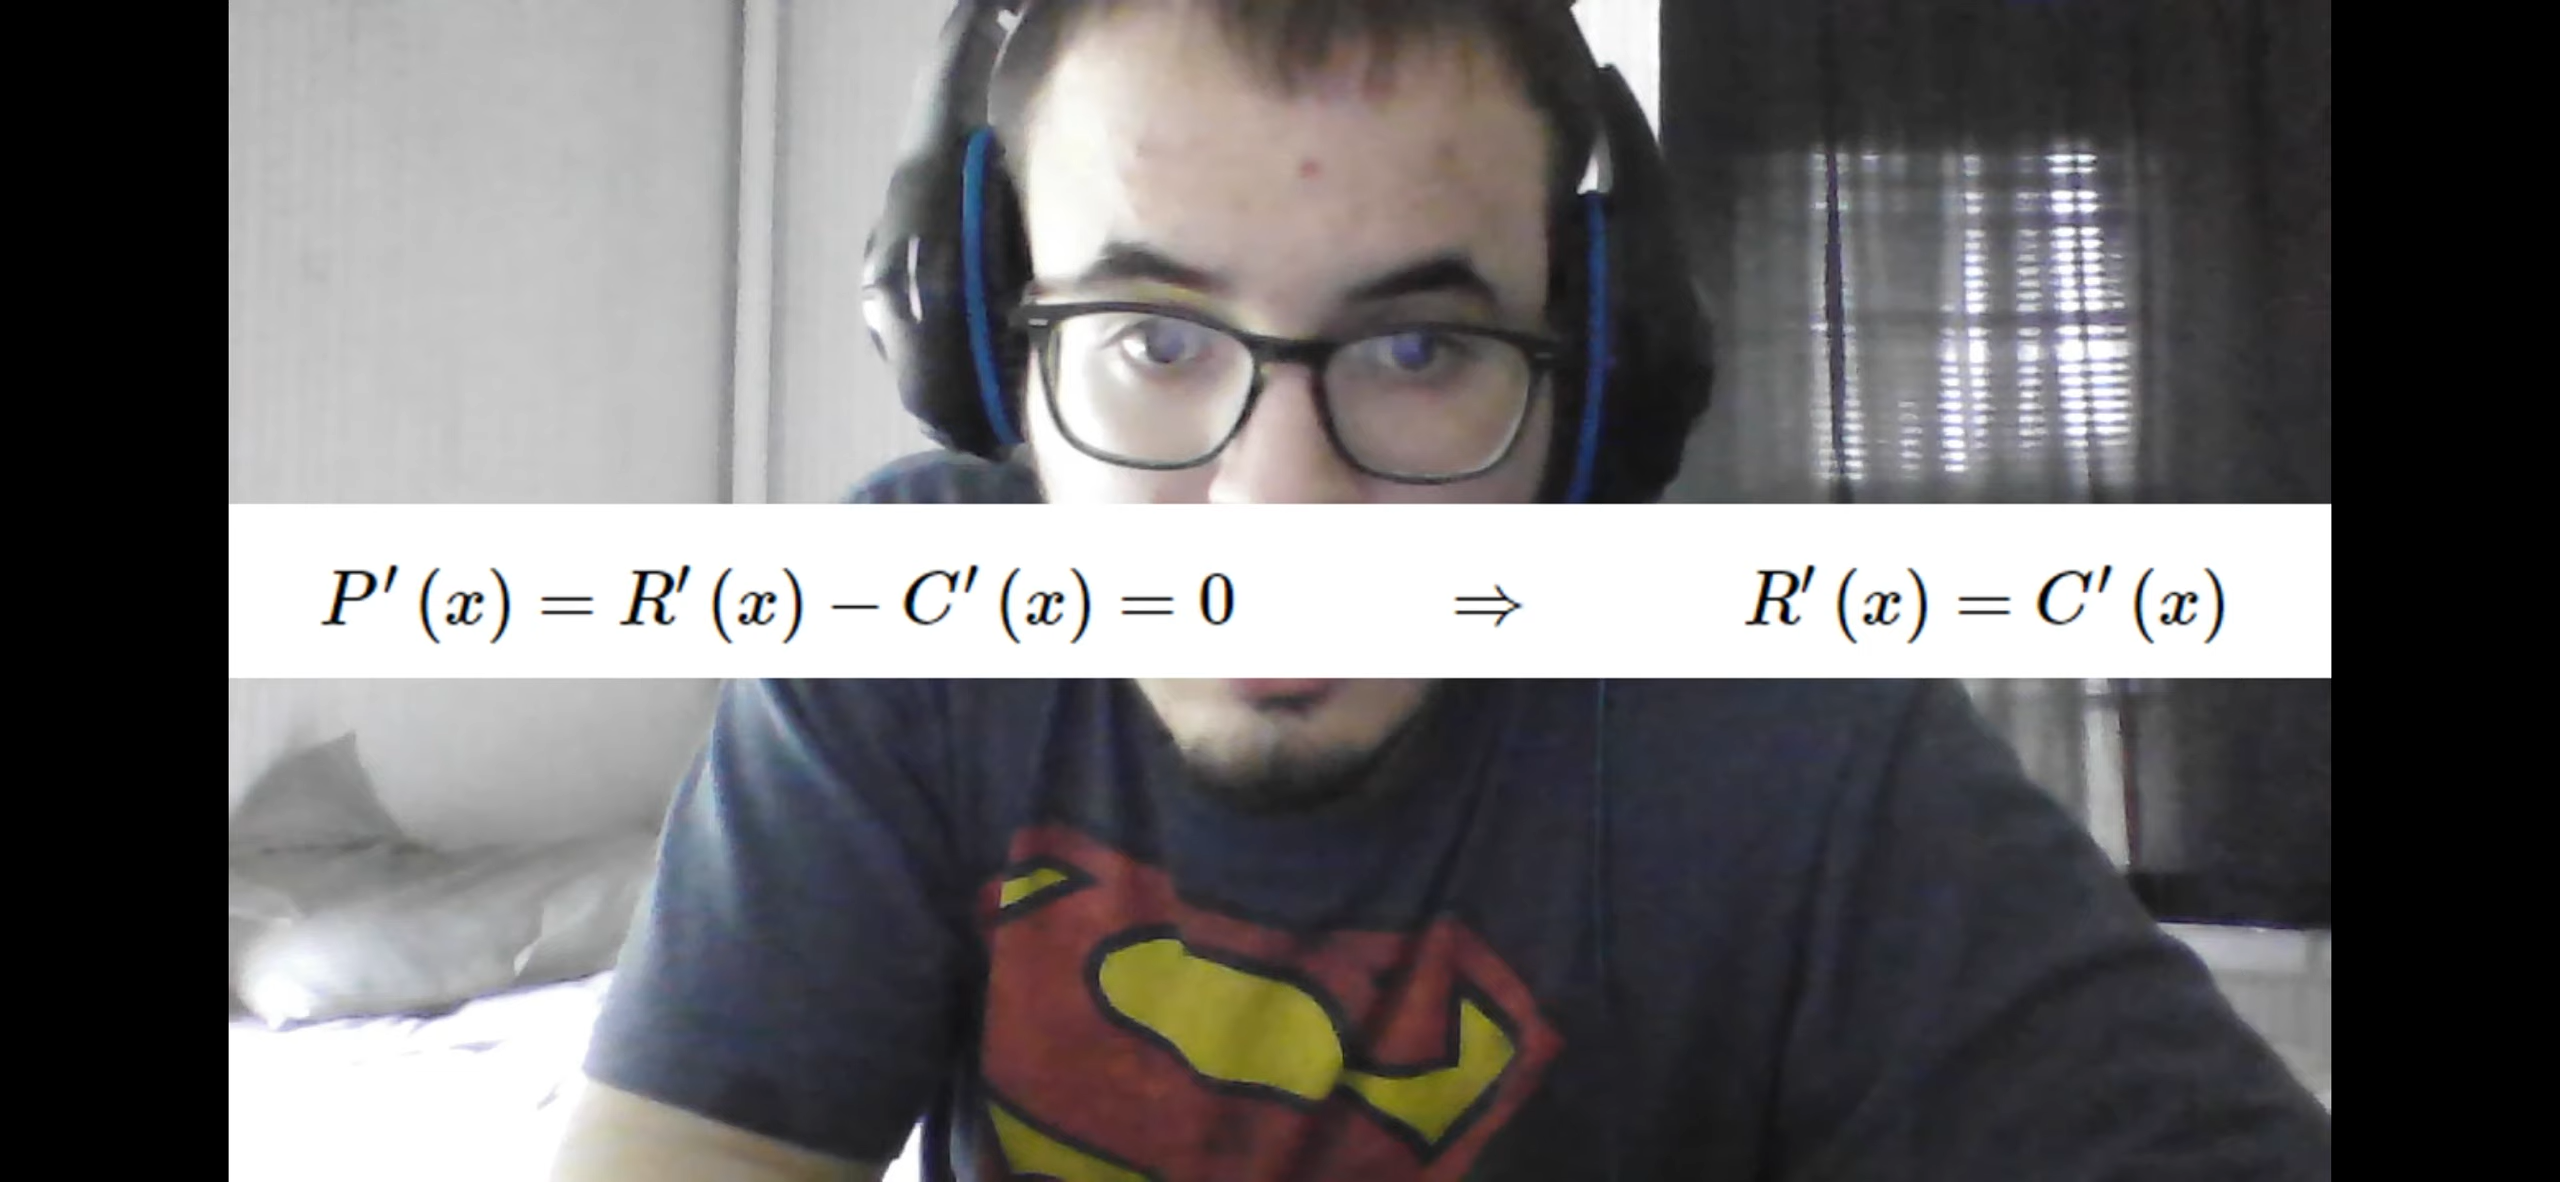 P′ (x) = R′ (x) − C′ (x) = 0 ⇒ R′ (x) = C′ (x)